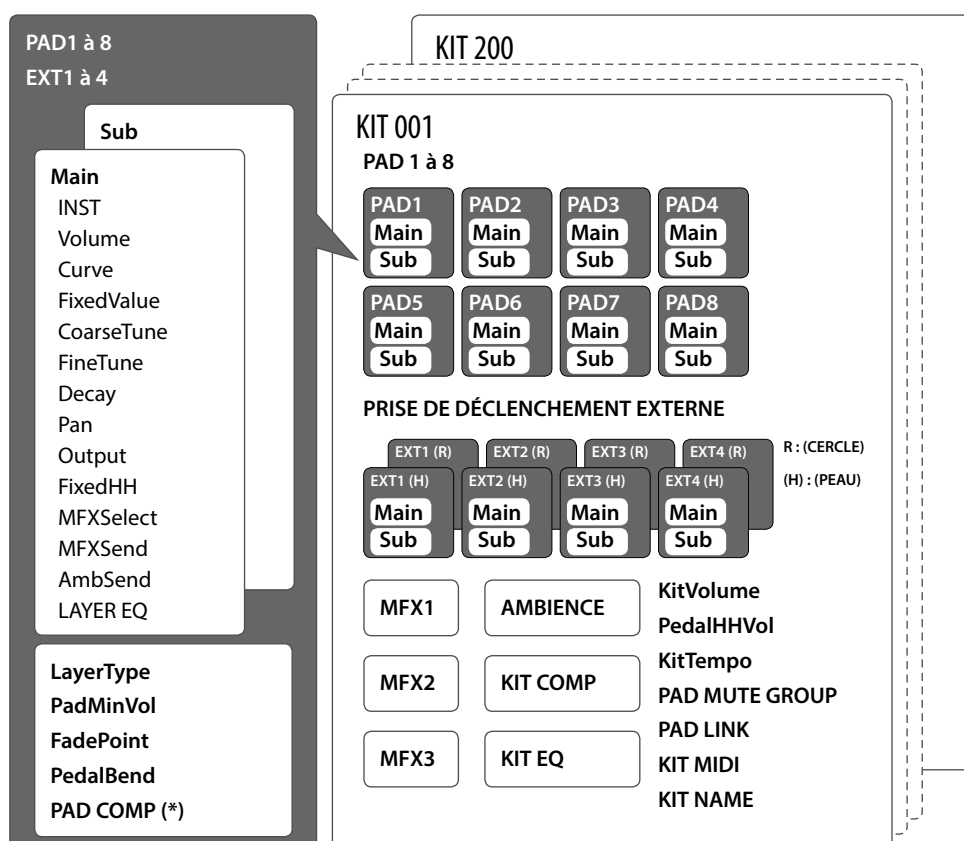 PAD1 à 8
EXT1 à 4
Sub
Main
INST
Volume
Curve
FixedValue
CoarseTune
FineTune
Decay
Pan
Output
FixedHH
MFXSelect
MFXSend
AmbSend
LAYER EQ
LayerType
PadMinVol
FadePoint
PedalBend
PAD COMP (*)
KIT 200
KIT 001
PAD 1 à 8
PAD1 PAD2 PAD3 PAD4
Main Main Main Main
Sub Sub Sub Sub
PAD5 PAD6 PAD7 PAD8
Main Main Main Main
Sub Sub Sub Sub
PRISE DE DÉCLENCHEMENT EXTERNE
EXT1 (R) EXT2 (R) EXT3 (R) EXT4 (R) R : (CERCLE)
EXT1 (H) EXT2 (H) EXT3 (H) EXT4 (H) (H) : (PEAU)
Main Main Main Main
Sub Sub Sub Sub
MFX1 AMBIENCE
MFX2 KIT COMP
MFX3 KIT EQ
KitVolume
PedalHHVol
KitTempo
PAD MUTE GROUP
PAD LINK
KIT MIDI
KIT NAME